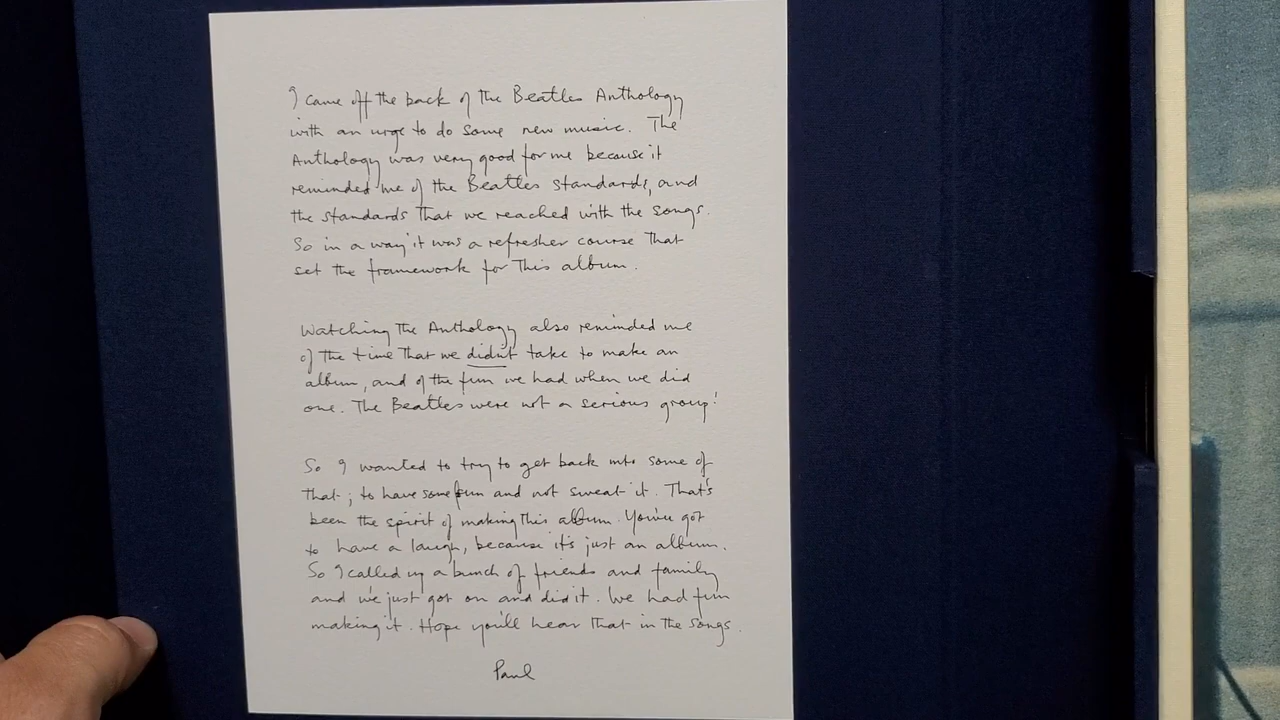 I came off the back of the Beatles Anthology
with an urge to do some new music. The
Anthology was very good for me because it
reminded me of the Beatles standards, and
the standards that we reached with the songs.
So in a way it was a refresher course that
set the framework for this album.
Watching the Anthology also reminded me
of the time that we didn't take to make an
album, and of the fun we had when we did
one. The Beatles were not a serious group!
So I wanted to try to get back into some of
that; to have some fun and not sweat it. That's
been the spirit of making this album. You've got
to have a laugh, because it's just an album.
So I called up a bunch of friends and family
and we just got on and did it. We had fun
making it. Hope you'll hear that in the songs.
Paul